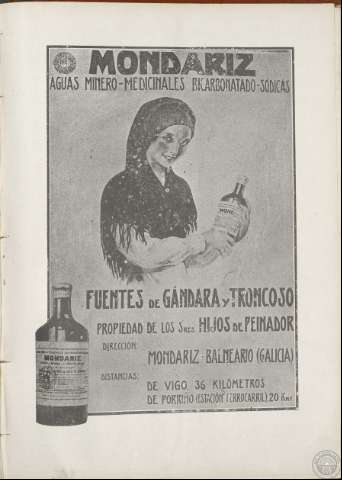 MONDARIZ
AGUAS MINERO-MEDICINALES BICARBONATADO-SÓDICAS
MONDARIZ
FUENTES DE GÁNDARA Y TRONCOSO
PROPIEDAD DE LOS SRES. HIJOS DE PEINADOR
DIRECCIÓN:
MONDARIZ-BALNEARIO (GALICIA)
DISTANCIAS:
DE VIGO 36 KILÓMETROS
DE PORRIÑO (ESTACIÓN FERROCARRIL) 20 Km.